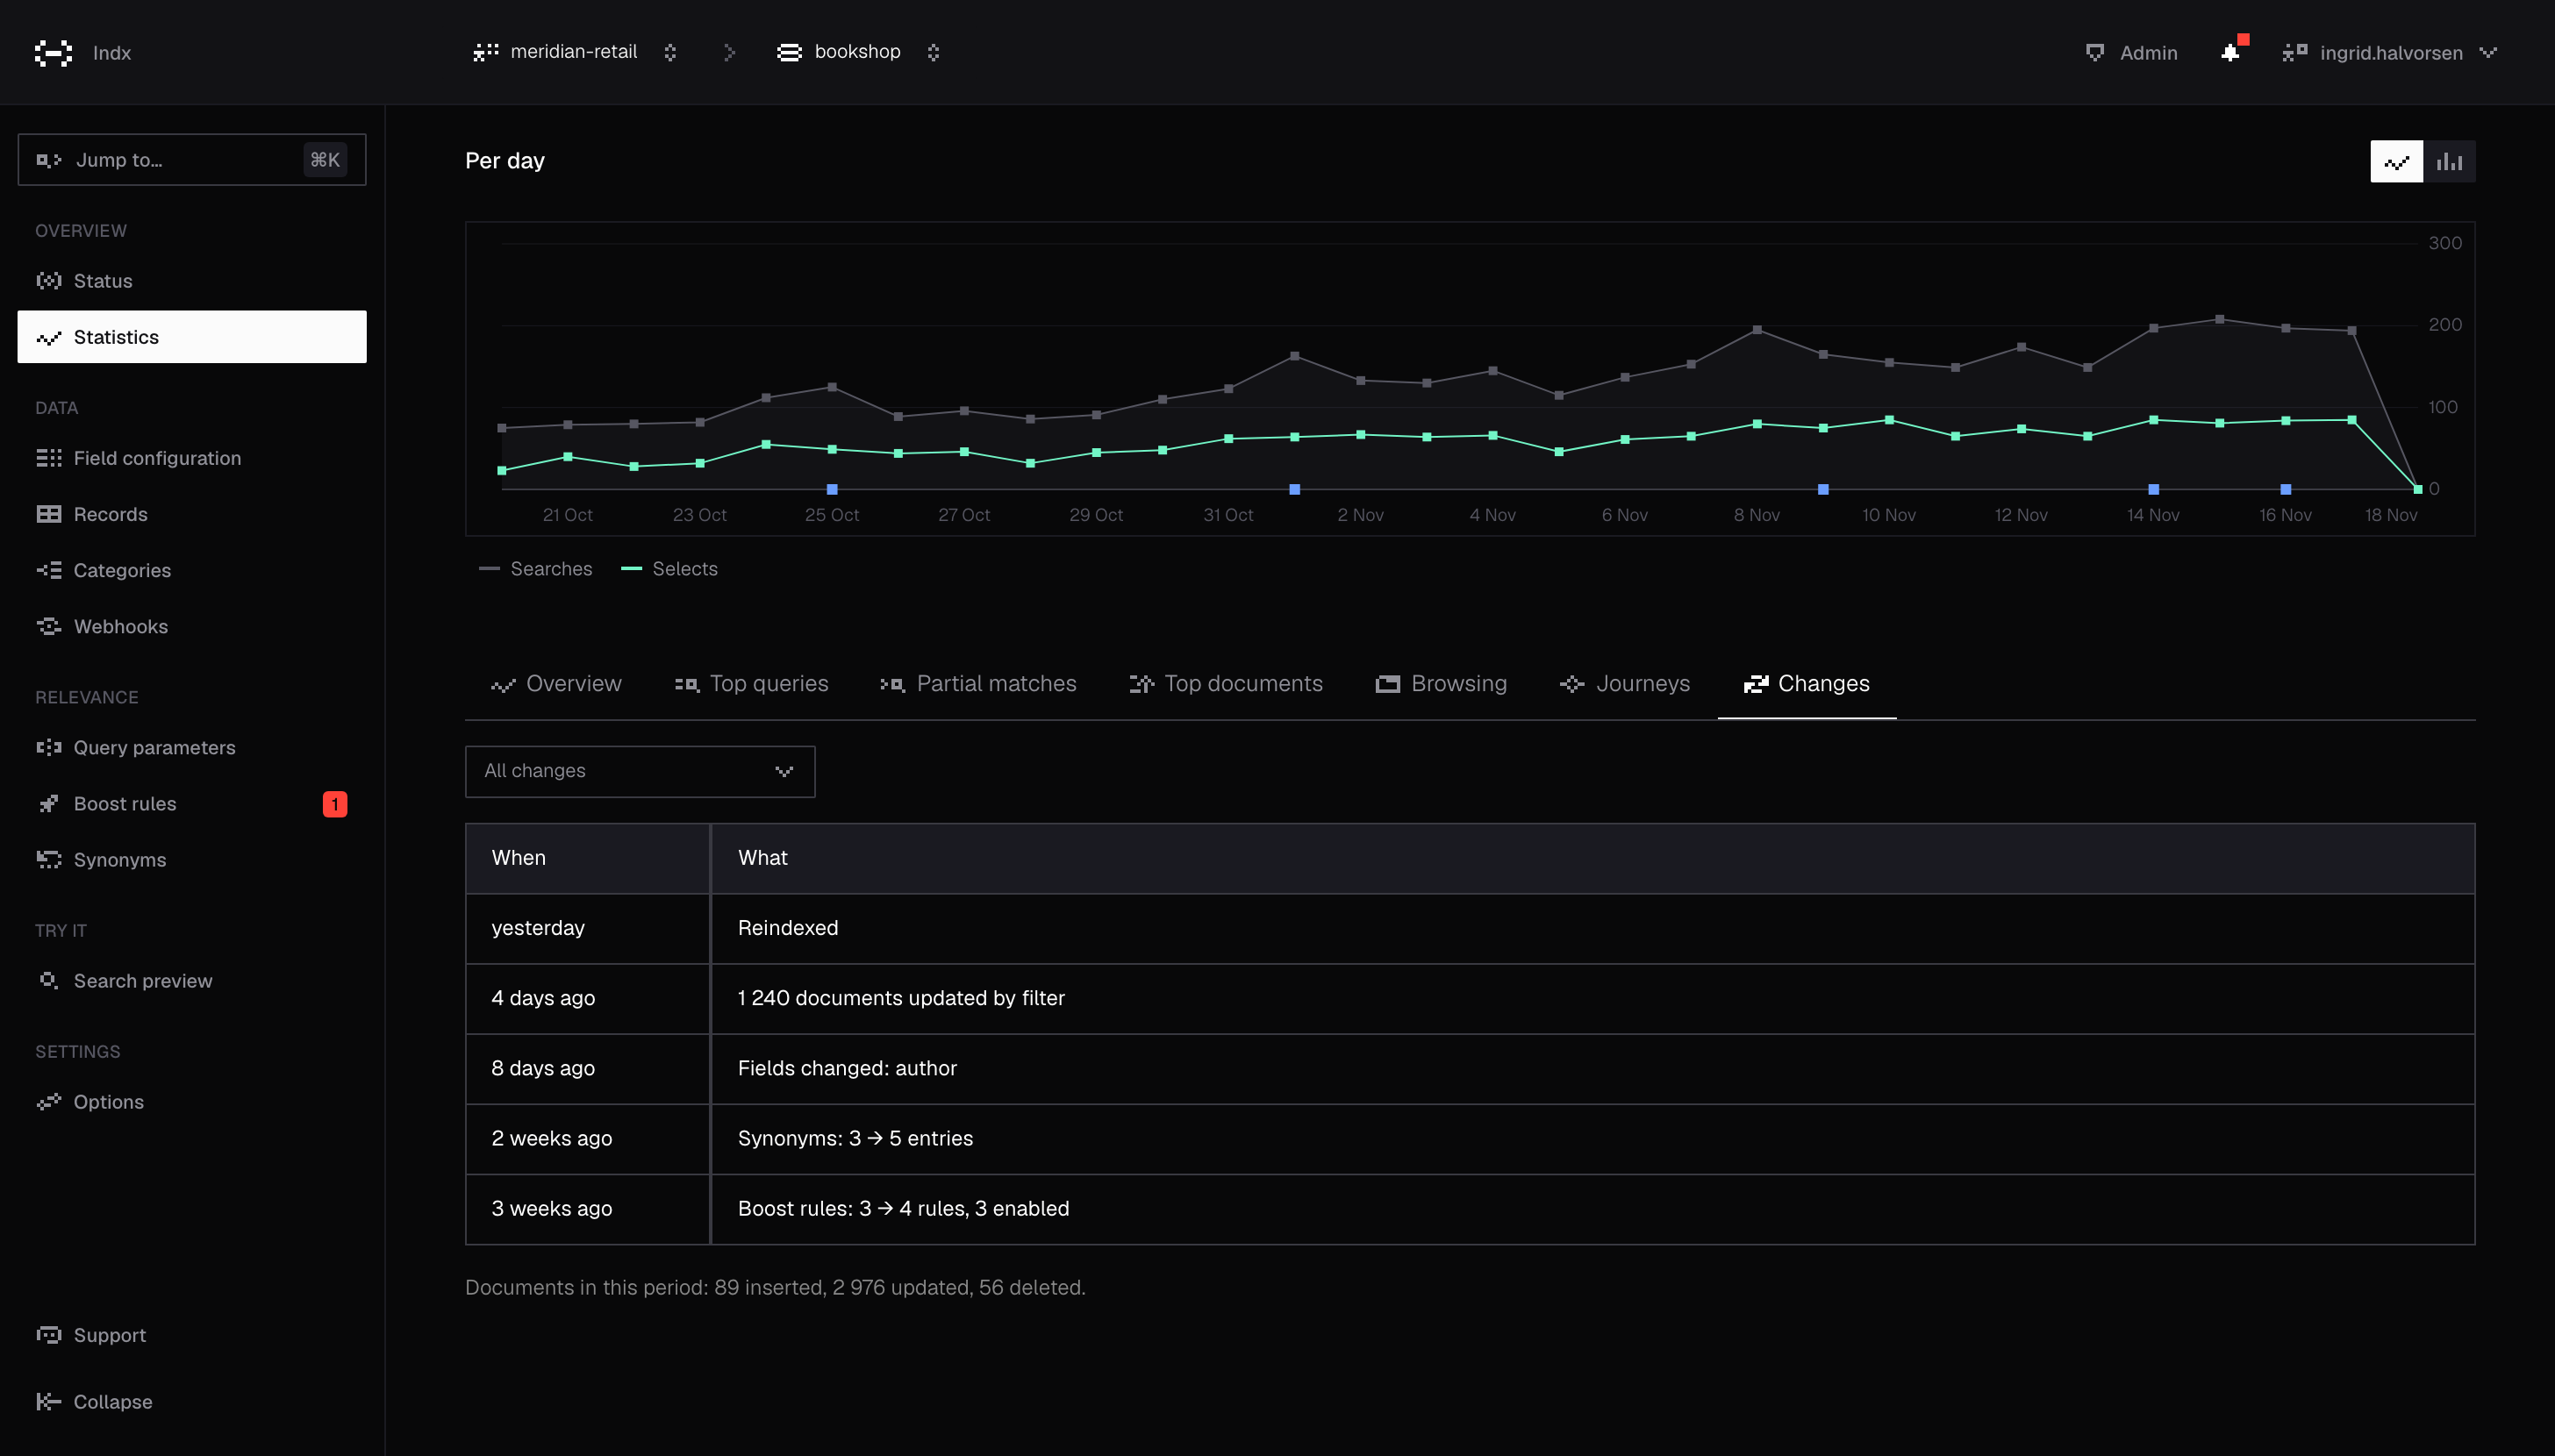 Indx
meridian-retail
bookshop
Admin
ingrid.halvorsen
Jump to...
⌘K
OVERVIEW
Status
Statistics
DATA
Field configuration
Records
Categories
Webhooks
RELEVANCE
Query parameters
Boost rules
1
Synonyms
TRY IT
Search preview
SETTINGS
Options
Support
Collapse
Per day
300
200
100
0
21 Oct 23 Oct 25 Oct 27 Oct 29 Oct 31 Oct 2 Nov 4 Nov 6 Nov 8 Nov 10 Nov 12 Nov 14 Nov 16 Nov 18 Nov
Searches Selects
Overview Top queries Partial matches Top documents Browsing Journeys Changes
All changes
When What
yesterday Reindexed
4 days ago 1 240 documents updated by filter
8 days ago Fields changed: author
2 weeks ago Synonyms: 3 → 5 entries
3 weeks ago Boost rules: 3 → 4 rules, 3 enabled
Documents in this period: 89 inserted, 2 976 updated, 56 deleted.